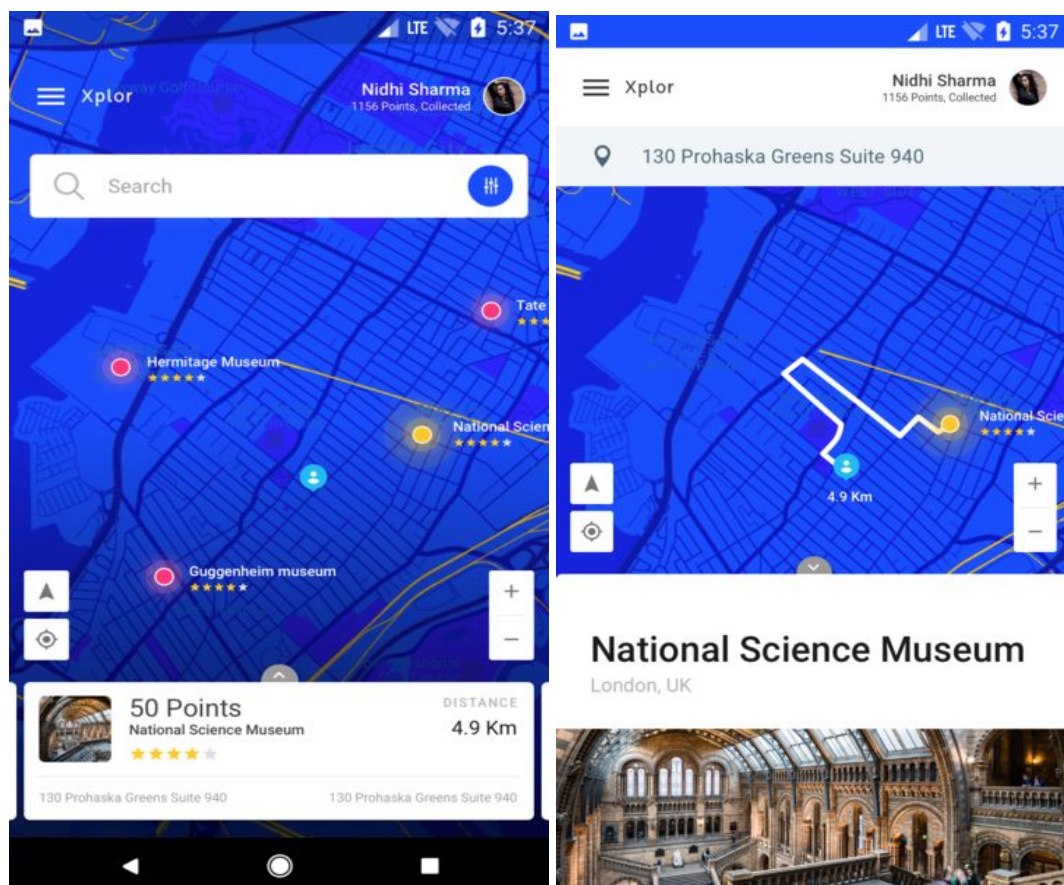 LTE 5:37
Xplor
Nidhi Sharma
1156 Points, Collected
Search
Tate
Hermitage Museum
National Scien
Guggenheim museum
+
−
50 Points
National Science Museum
DISTANCE
4.9 Km
130 Prohaska Greens Suite 940
130 Prohaska Greens Suite 940
LTE 5:37
Xplor
Nidhi Sharma
1156 Points, Collected
130 Prohaska Greens Suite 940
National Scie
4.9 Km
+
−
National Science Museum
London, UK